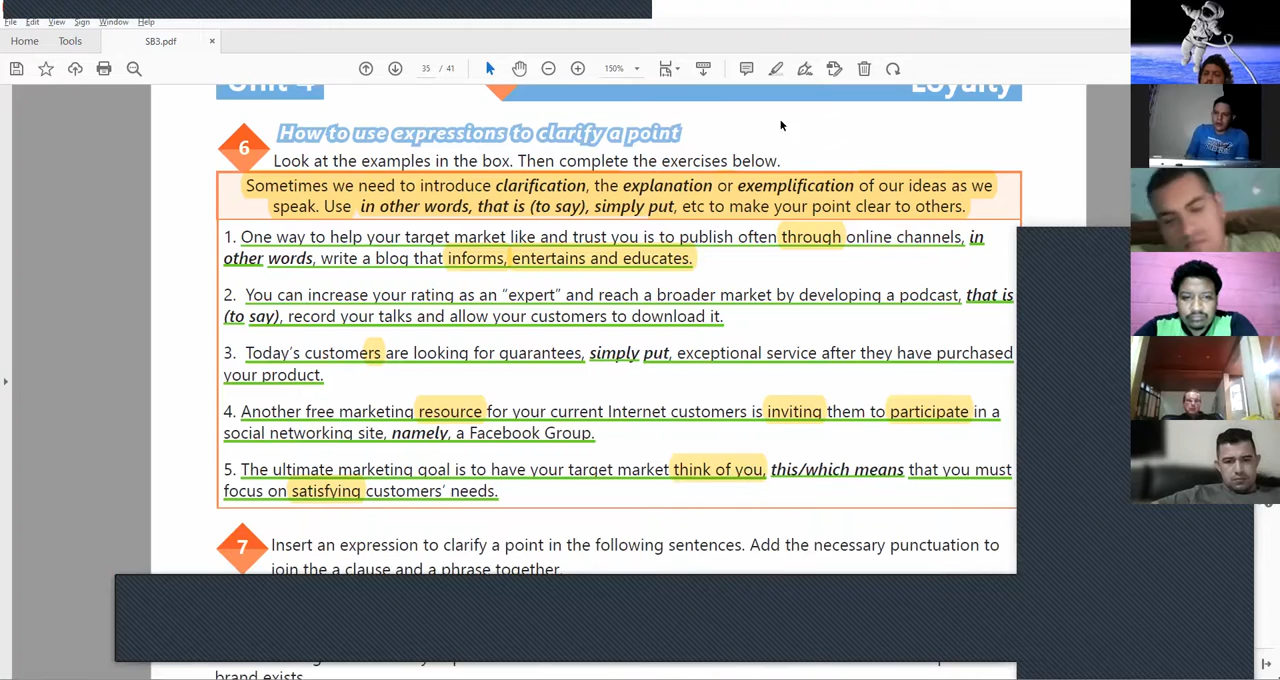 File Edit View Sign Window Help
Home Tools SB3.pdf ×
35 / 41 150%
Unit 4 Loyalty
6 How to use expressions to clarify a point
Look at the examples in the box. Then complete the exercises below.
Sometimes we need to introduce clarification, the explanation or exemplification of our ideas as we
speak. Use in other words, that is (to say), simply put, etc to make your point clear to others.
1. One way to help your target market like and trust you is to publish often through online channels, in
other words, write a blog that informs, entertains and educates.
2. You can increase your rating as an “expert” and reach a broader market by developing a podcast, that is
(to say), record your talks and allow your customers to download it.
3. Today’s customers are looking for guarantees, simply put, exceptional service after they have purchased
your product.
4. Another free marketing resource for your current Internet customers is inviting them to participate in a
social networking site, namely, a Facebook Group.
5. The ultimate marketing goal is to have your target market think of you, this/which means that you must
focus on satisfying customers’ needs.
7 Insert an expression to clarify a point in the following sentences. Add the necessary punctuation to
join the a clause and a phrase together.
brand exists.